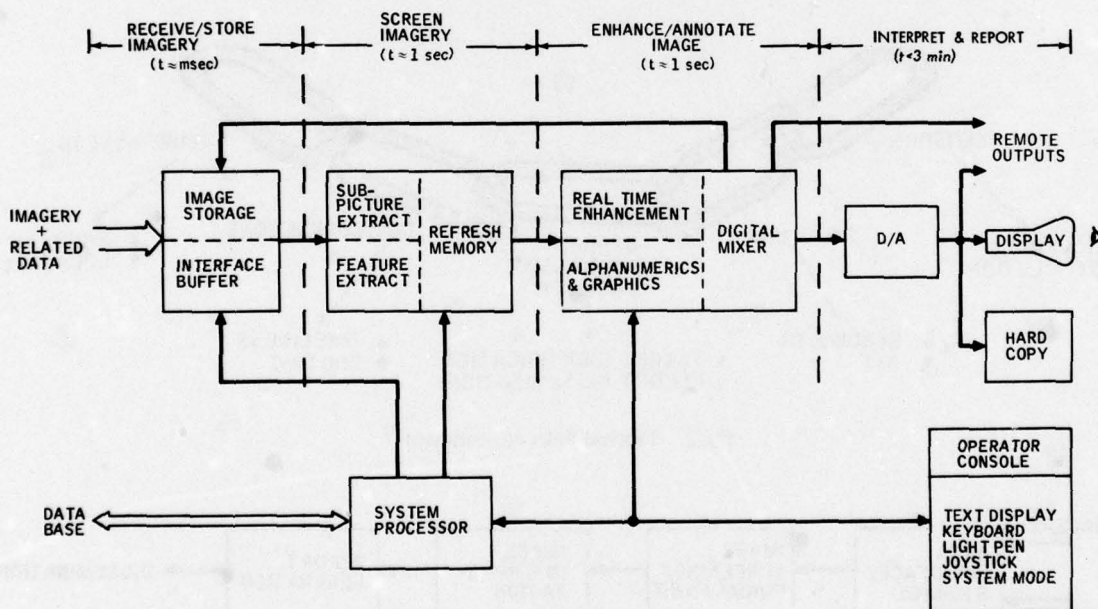 RECEIVE/STORE
IMAGERY
(t≈msec)
SCREEN
IMAGERY
(t≈1 sec)
ENHANCE/ANNOTATE
IMAGE
(t≈1 sec)
INTERPRET & REPORT
(t<3 min)
REMOTE
OUTPUTS
IMAGERY
+
RELATED
DATA
IMAGE
STORAGE
INTERFACE
BUFFER
SUB-
PICTURE
EXTRACT
FEATURE
EXTRACT
REFRESH
MEMORY
REAL TIME
ENHANCEMENT
ALPHANUMERICS
& GRAPHICS
DIGITAL
MIXER
D/A
DISPLAY
HARD
COPY
DATA
BASE
SYSTEM
PROCESSOR
OPERATOR
CONSOLE
TEXT DISPLAY
KEYBOARD
LIGHT PEN
JOYSTICK
SYSTEM MODE